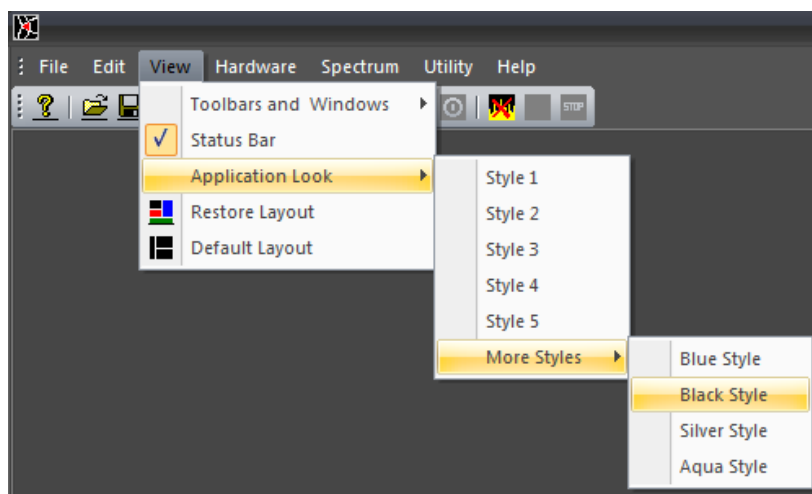 File Edit View Hardware Spectrum Utility Help
Toolbars and Windows
STOP
Status Bar
Application Look
Style 1
Restore Layout
Style 2
Default Layout
Style 3
Style 4
Style 5
More Styles
Blue Style
Black Style
Silver Style
Aqua Style